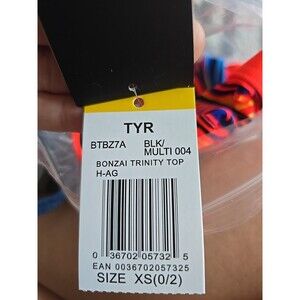 TYR
BTBZ7A BLK/
MULTI 004
BONZAI TRINITY TOP
H-AG
0 36702 05732 5
EAN 0036702057325
SIZE XS(0/2)